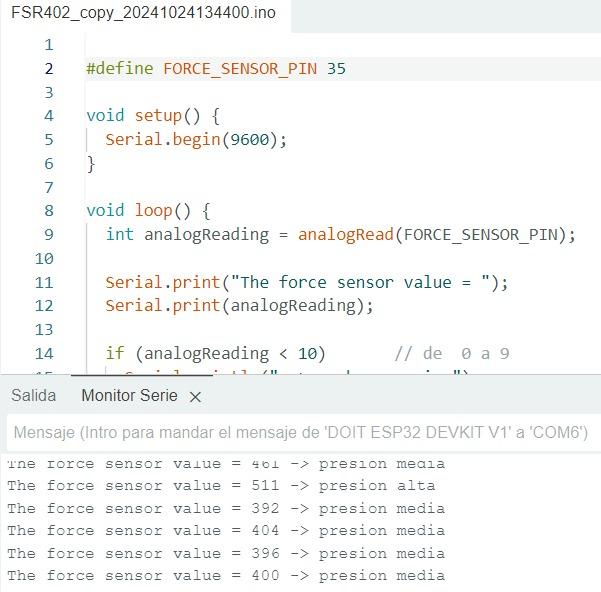 FSR402_copy_20241024134400.ino
1
2 #define FORCE_SENSOR_PIN 35
3
4 void setup() {
5 Serial.begin(9600);
6 }
7
8 void loop() {
9 int analogReading = analogRead(FORCE_SENSOR_PIN);
10
11 Serial.print("The force sensor value = ");
12 Serial.print(analogReading);
13
14 if (analogReading < 10) // de 0 a 9
Salida Monitor Serie ×
Mensaje (Intro para mandar el mensaje de 'DOIT ESP32 DEVKIT V1' a 'COM6')
The force sensor value = 461 -> presion media
The force sensor value = 511 -> presion alta
The force sensor value = 392 -> presion media
The force sensor value = 404 -> presion media
The force sensor value = 396 -> presion media
The force sensor value = 400 -> presion media